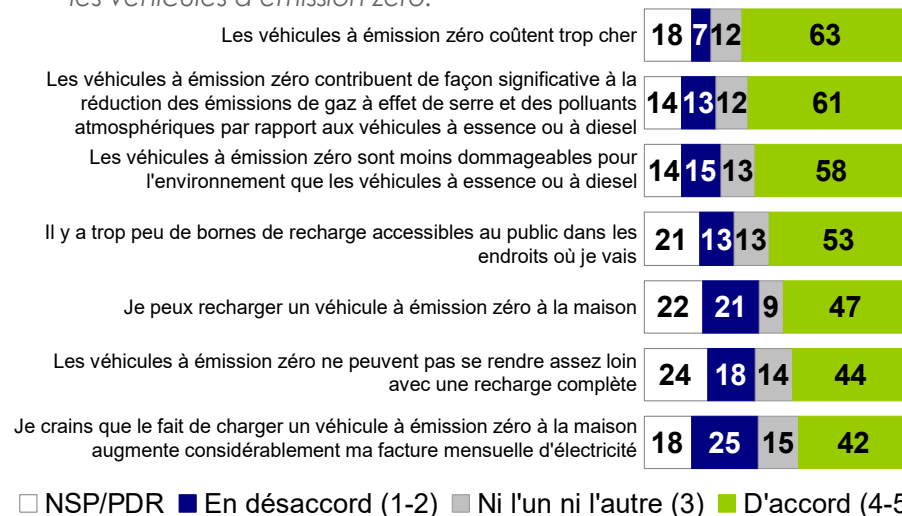 les véhicules à émission zéro.
Les véhicules à émission zéro coûtent trop cher 18 7 12 63
Les véhicules à émission zéro contribuent de façon significative à la
réduction des émissions de gaz à effet de serre et des polluants
atmosphériques par rapport aux véhicules à essence ou à diesel
14 13 12 61
Les véhicules à émission zéro sont moins dommageables pour
l'environnement que les véhicules à essence ou à diesel
14 15 13 58
Il y a trop peu de bornes de recharge accessibles au public dans les
endroits où je vais
21 13 13 53
Je peux recharger un véhicule à émission zéro à la maison 22 21 9 47
Les véhicules à émission zéro ne peuvent pas se rendre assez loin
avec une recharge complète
24 18 14 44
Je crains que le fait de charger un véhicule à émission zéro à la maison
augmente considérablement ma facture mensuelle d'électricité
18 25 15 42
NSP/PDR En désaccord (1-2) Ni l'un ni l'autre (3) D'accord (4-5